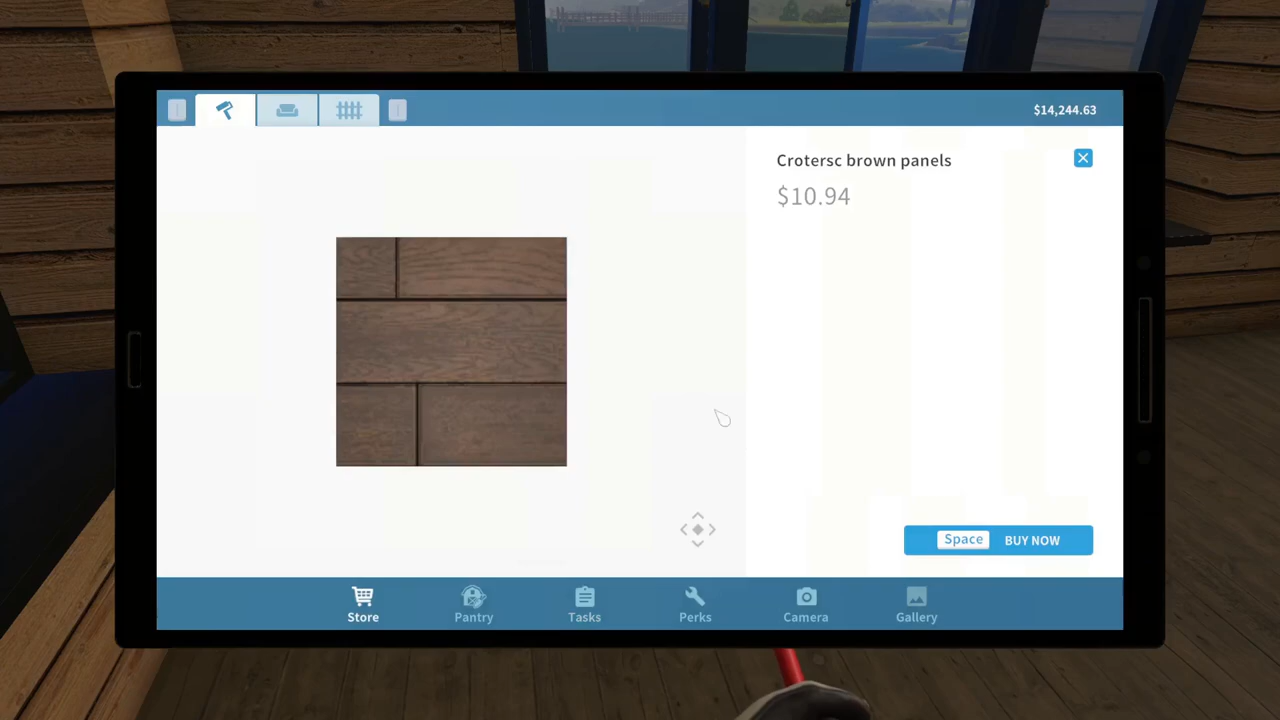 $14,244.63
Crotersc brown panels
$10.94
Space BUY NOW
Store Pantry Tasks Perks Camera Gallery